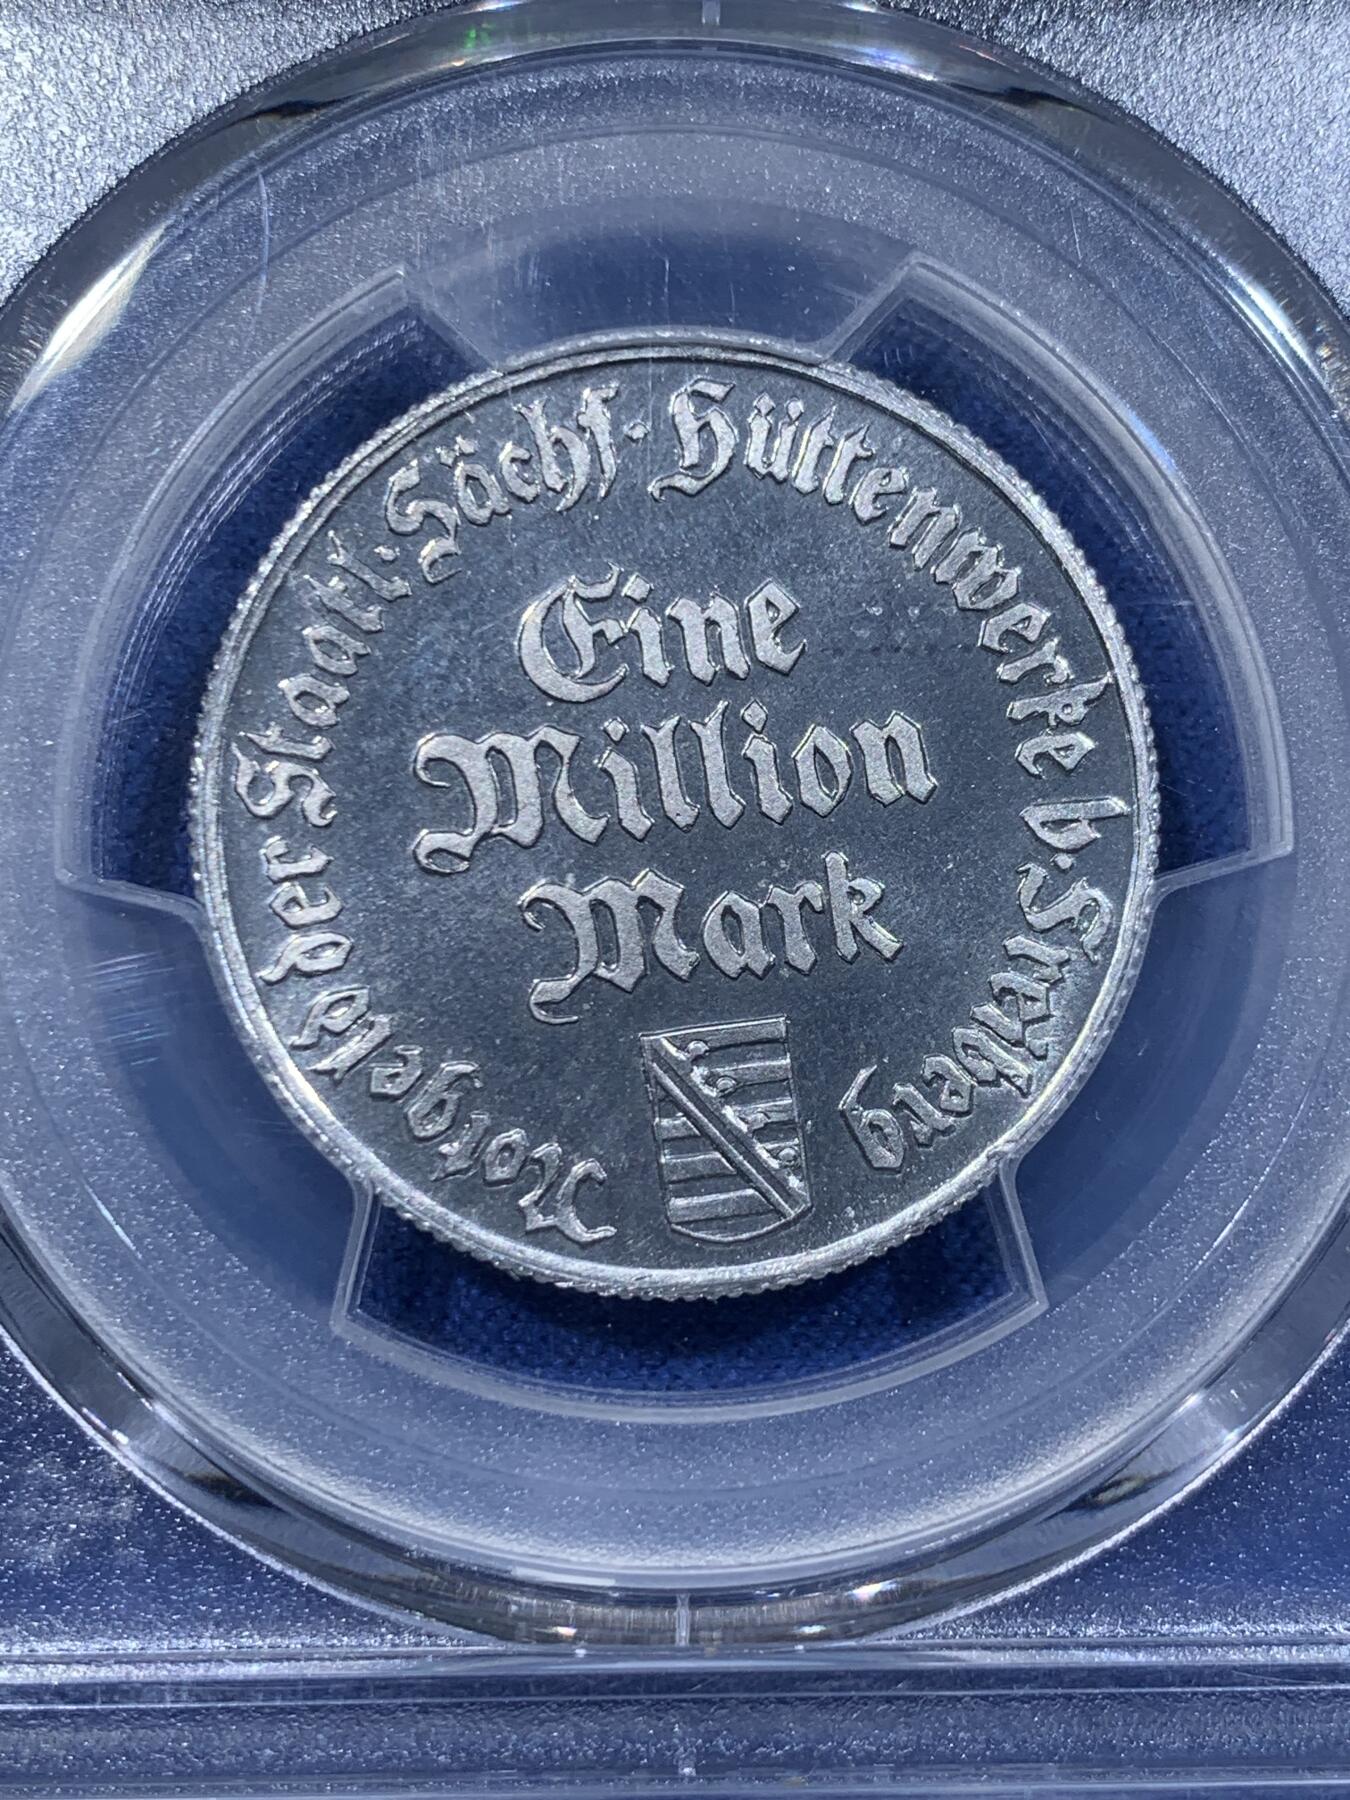 Notgeld der Staatl. Sächs. Hüttenwerke b. Freiberg
Eine
Million
Mark